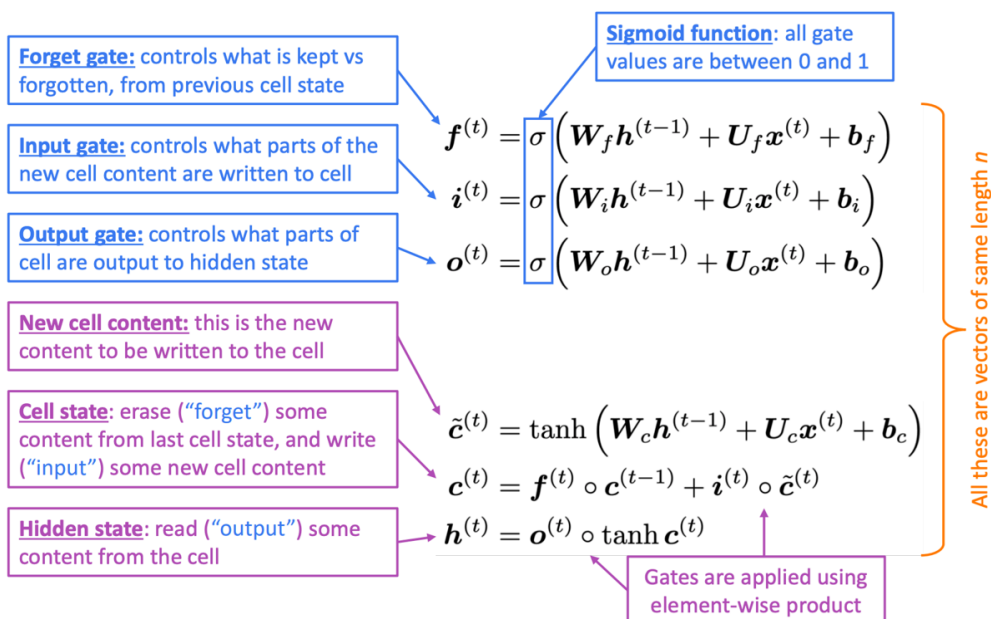 Forget gate: controls what is kept vs
forgotten, from previous cell state
Sigmoid function: all gate
values are between 0 and 1
Input gate: controls what parts of the
new cell content are written to cell
Output gate: controls what parts of
cell are output to hidden state
f^(t) = σ(W_f h^(t−1) + U_f x^(t) + b_f)
i^(t) = σ(W_i h^(t−1) + U_i x^(t) + b_i)
o^(t) = σ(W_o h^(t−1) + U_o x^(t) + b_o)
New cell content: this is the new
content to be written to the cell
Cell state: erase (“forget”) some
content from last cell state, and write
(“input”) some new cell content
Hidden state: read (“output”) some
content from the cell
c̃^(t) = tanh(W_c h^(t−1) + U_c x^(t) + b_c)
c^(t) = f^(t) ∘ c^(t−1) + i^(t) ∘ c̃^(t)
h^(t) = o^(t) ∘ tanh c^(t)
Gates are applied using
element-wise product
All these are vectors of same length n